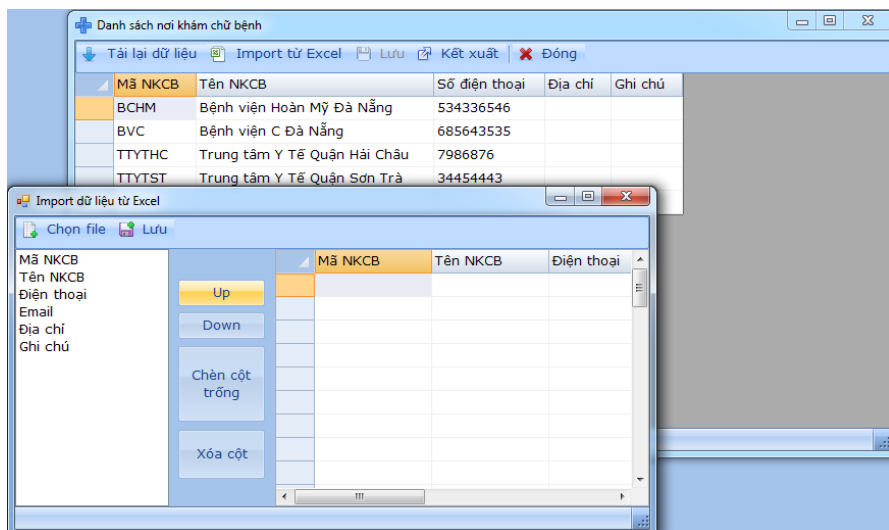 Danh sách nơi khám chữ bệnh
Tải lại dữ liệu Import từ Excel Lưu Kết xuất Đóng
Mã NKCB Tên NKCB Số điện thoại Địa chỉ Ghi chú
BCHM Bệnh viện Hoàn Mỹ Đà Nẵng 534336546
BVC Bệnh viện C Đà Nẵng 685643535
TTYTHC Trung tâm Y Tế Quận Hải Châu 7986876
TTYTST Trung tâm Y Tế Quận Sơn Trà 34454443
Import dữ liệu từ Excel
Chọn file Lưu
Mã NKCB
Tên NKCB
Điện thoại
Email
Địa chỉ
Ghi chú
Up
Down
Chèn cột
trống
Xóa cột
Mã NKCB Tên NKCB Điện thoại